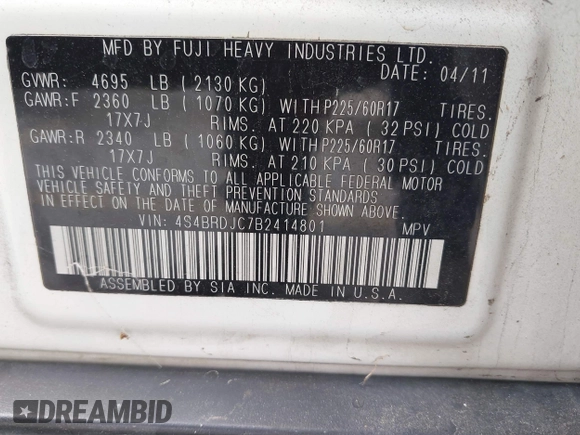 MFD BY FUJI HEAVY INDUSTRIES LTD.
DATE: 04/11
GVWR: 4695 LB (2130 KG)
GAWR:F 2360 LB (1070 KG) WITH P225/60R17 TIRES.
17X7J RIMS. AT 220 KPA (32 PSI) COLD
GAWR:R 2340 LB (1060 KG) WITH P225/60R17 TIRES.
17X7J RIMS. AT 210 KPA (30 PSI) COLD
THIS VEHICLE CONFORMS TO ALL APPLICABLE FEDERAL MOTOR
VEHICLE SAFETY AND THEFT PREVENTION STANDARDS
IN EFFECT ON THE DATE OF MANUFACTURE SHOWN ABOVE.
VIN: 4S4BRDJC7B2414801 MPV
ASSEMBLED BY SIA INC. MADE IN U.S.A.
DREAMBID